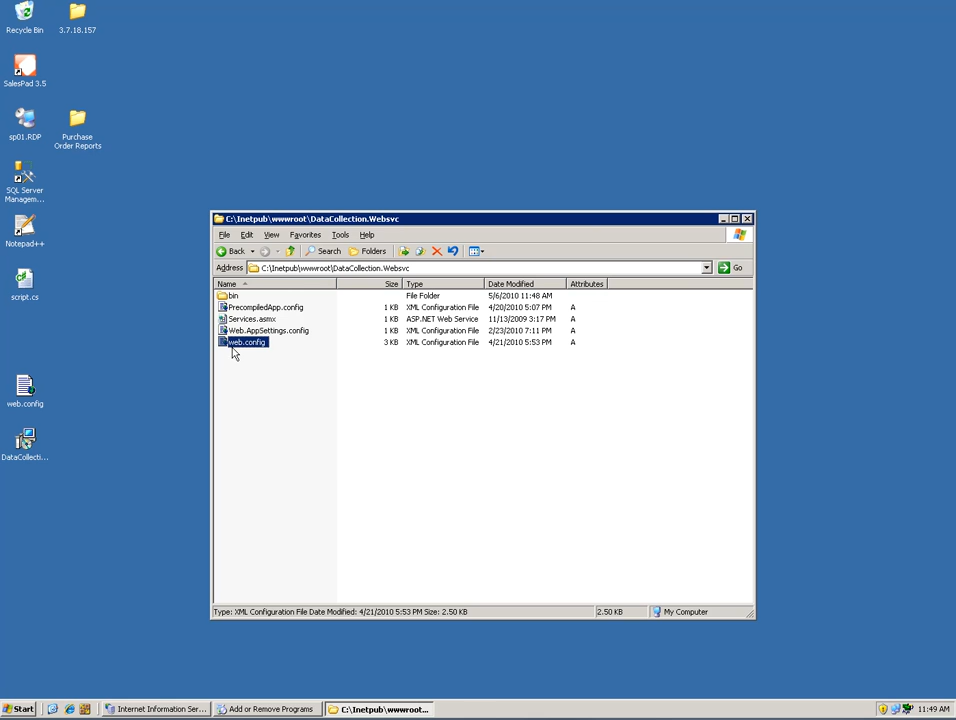 Recycle Bin
3.7.18.157
SalesPad 3.5
sp01.RDP
Purchase
Order Reports
SQL Server
Managem...
Notepad++
script.cs
web.config
DataCollecti...
C:\Inetpub\wwwroot\DataCollection.Websvc
File Edit View Favorites Tools Help
Back Search Folders
Address C:\Inetpub\wwwroot\DataCollection.Websvc Go
Name Size Type Date Modified Attributes
bin File Folder 5/6/2010 11:48 AM
PrecompiledApp.config 1 KB XML Configuration File 4/20/2010 5:07 PM A
Services.asmx 1 KB ASP.NET Web Service 11/13/2009 3:17 PM A
Web.AppSettings.config 1 KB XML Configuration File 2/23/2010 7:11 PM A
web.config 3 KB XML Configuration File 4/21/2010 5:53 PM A
Type: XML Configuration File Date Modified: 4/21/2010 5:53 PM Size: 2.50 KB 2.50 KB My Computer
Start Internet Information Ser... Add or Remove Programs C:\Inetpub\wwwroot... 11:49 AM